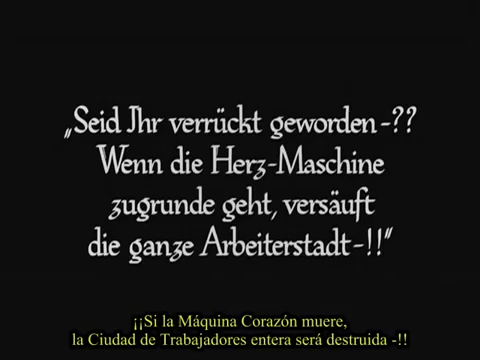 „Seid Ihr verrückt geworden-??
Wenn die Herz-Maschine
zugrunde geht, versäuft
die ganze Arbeiterstadt-!!“
¡¡Si la Máquina Corazón muere,
la Ciudad de Trabajadores entera será destruida -!!